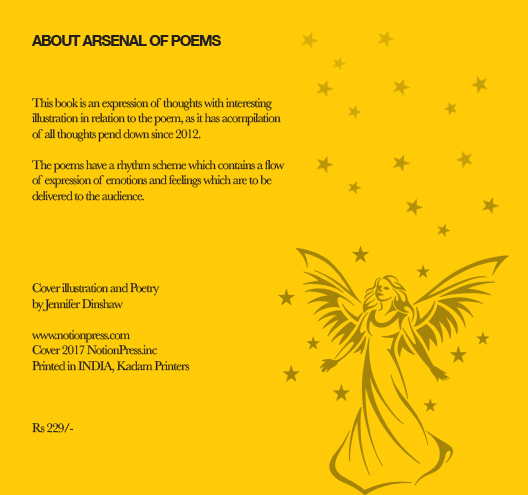 ABOUT ARSENAL OF POEMS
This book is an expression of thoughts with interesting
illustration in relation to the poem, as it has acompilation
of all thoughts pend down since 2012.
The poems have a rhythm scheme which contains a flow
of expression of emotions and feelings which are to be
delivered to the audience.
Cover illustration and Poetry
by Jennifer Dinshaw
www.notionpress.com
Cover 2017 NotionPress.inc
Printed in INDIA, Kadam Printers
Rs 229/-